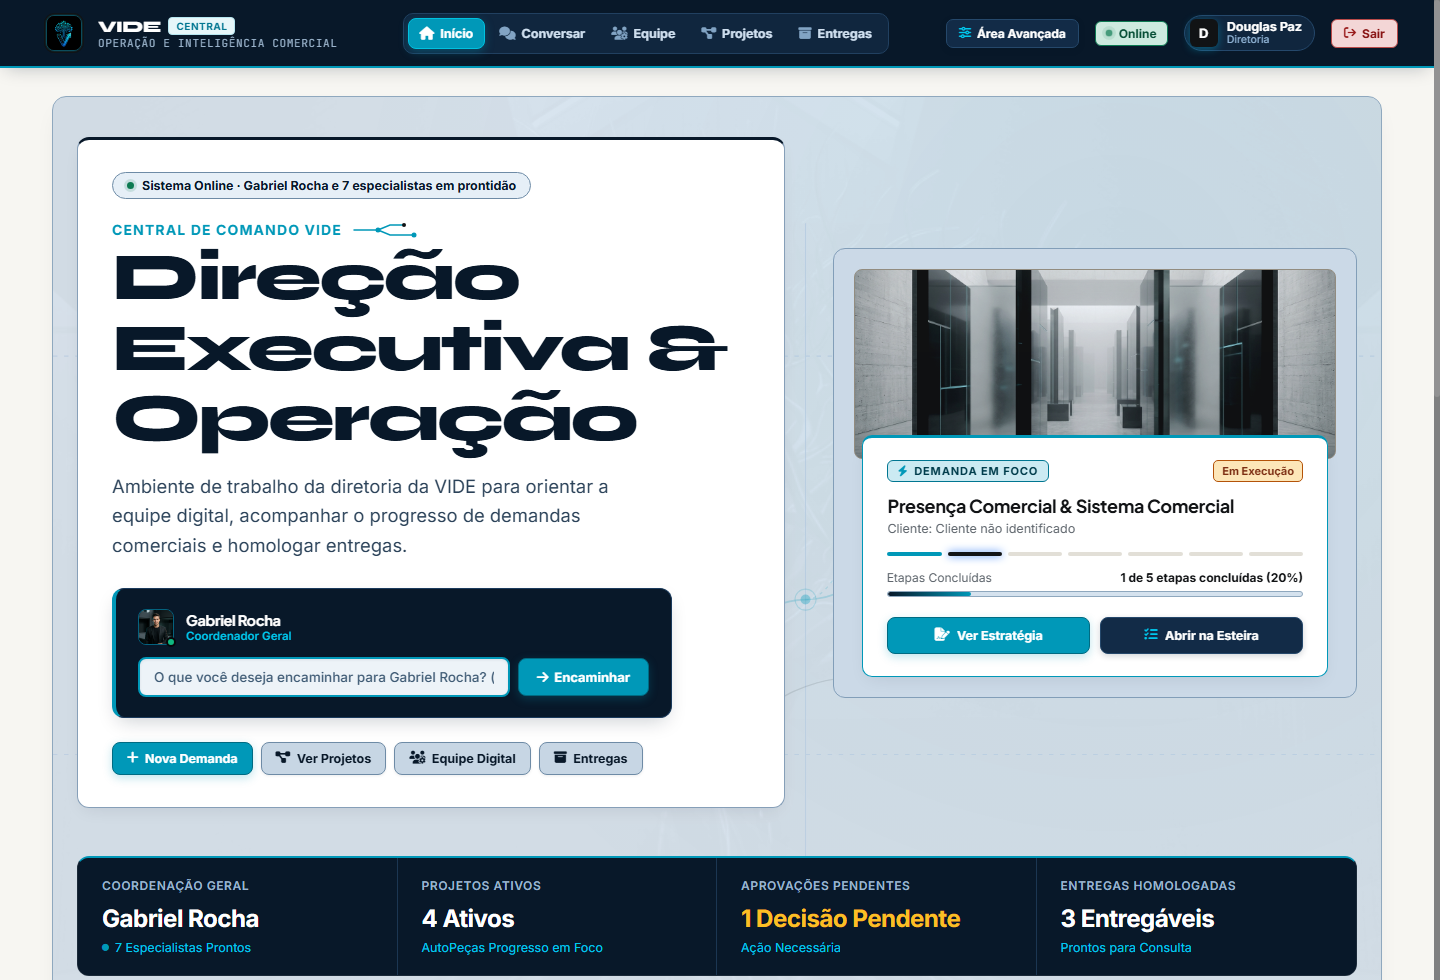 VIDE CENTRAL
OPERAÇÃO E INTELIGÊNCIA COMERCIAL
Início
Conversar
Equipe
Projetos
Entregas
Área Avançada
Online
D
Douglas Paz
Diretoria
Sair
Sistema Online · Gabriel Rocha e 7 especialistas em prontidão
CENTRAL DE COMANDO VIDE
Direção
Executiva &
Operação
Ambiente de trabalho da diretoria da VIDE para orientar a
equipe digital, acompanhar o progresso de demandas
comerciais e homologar entregas.
Gabriel Rocha
Coordenador Geral
O que você deseja encaminhar para Gabriel Rocha? (
Encaminhar
Nova Demanda
Ver Projetos
Equipe Digital
Entregas
DEMANDA EM FOCO
Em Execução
Presença Comercial & Sistema Comercial
Cliente: Cliente não identificado
Etapas Concluídas
1 de 5 etapas concluídas (20%)
Ver Estratégia
Abrir na Esteira
COORDENAÇÃO GERAL
Gabriel Rocha
7 Especialistas Prontos
PROJETOS ATIVOS
4 Ativos
AutoPeças Progresso em Foco
APROVAÇÕES PENDENTES
1 Decisão Pendente
Ação Necessária
ENTREGAS HOMOLOGADAS
3 Entregáveis
Prontos para Consulta